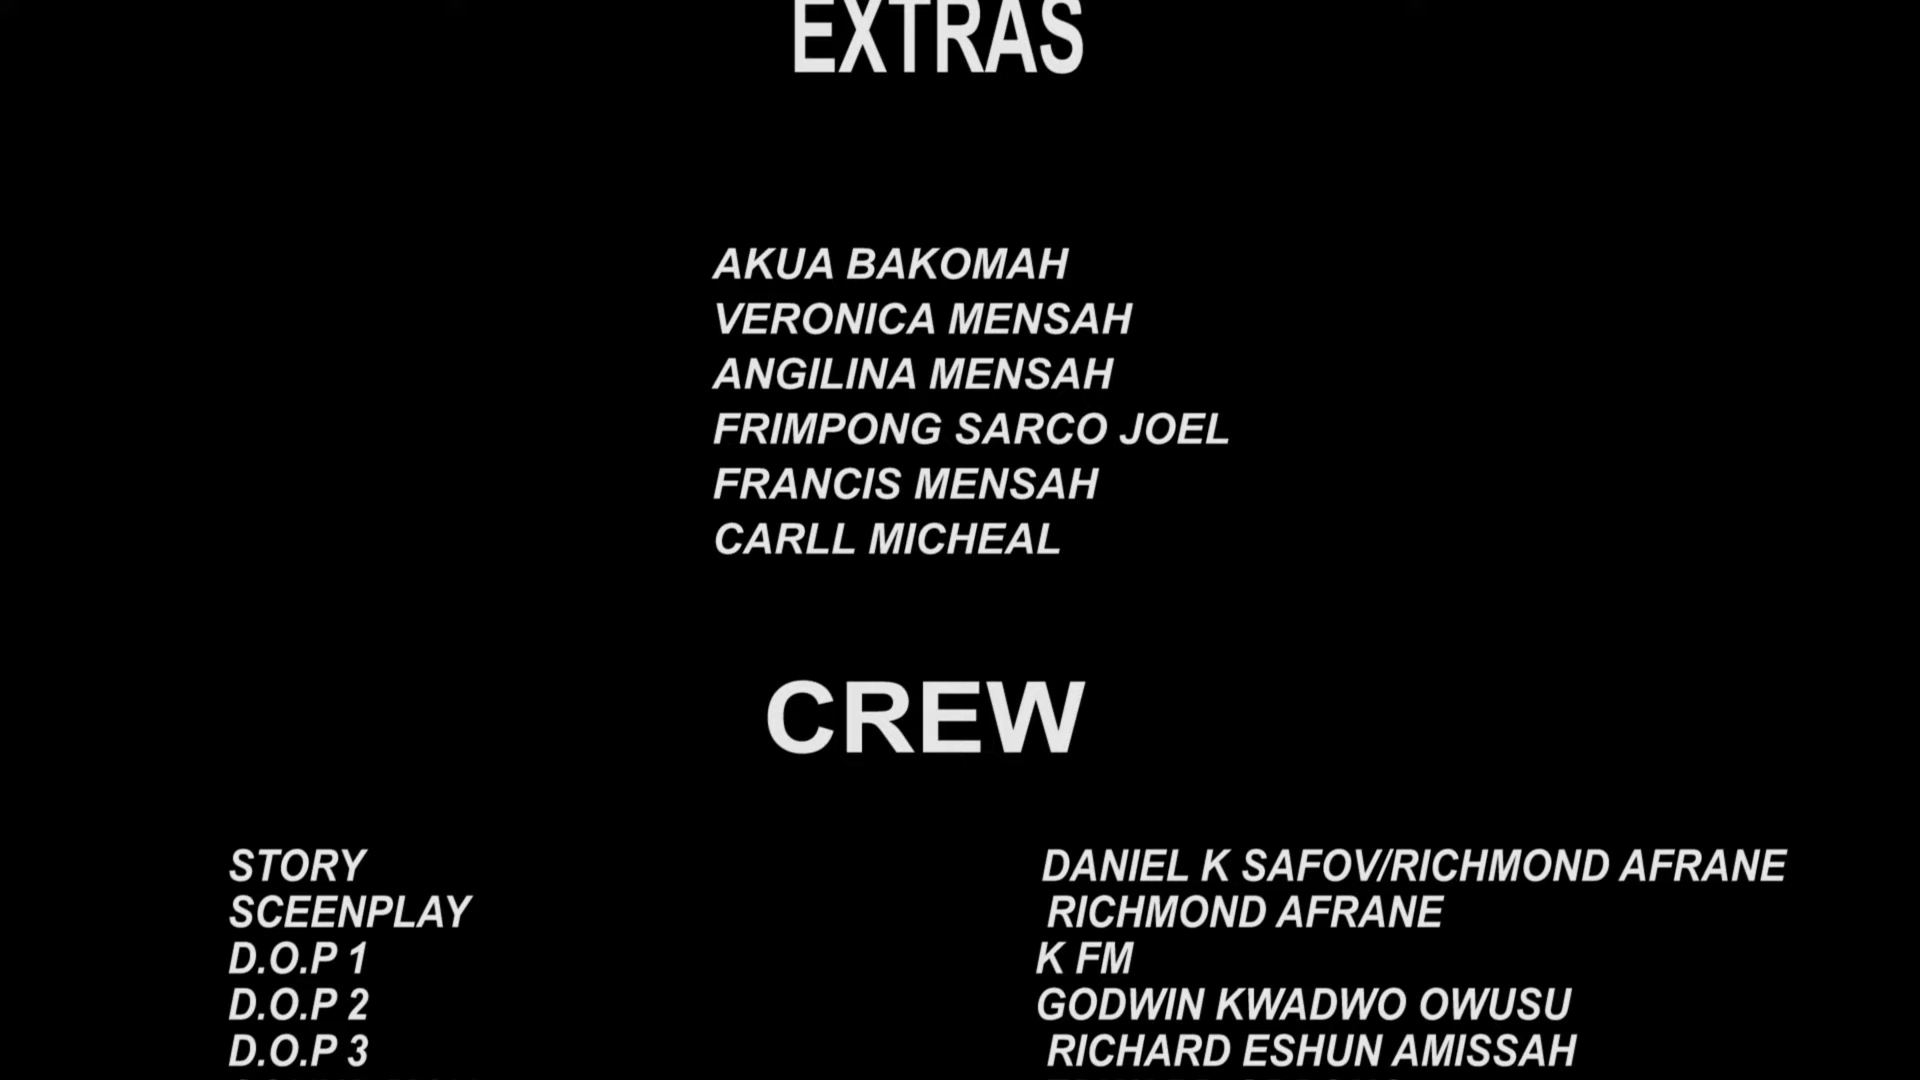 EXTRAS
AKUA BAKOMAH
VERONICA MENSAH
ANGILINA MENSAH
FRIMPONG SARCO JOEL
FRANCIS MENSAH
CARLL MICHEAL
CREW
STORY DANIEL K SAFOV/RICHMOND AFRANE
SCEENPLAY RICHMOND AFRANE
D.O.P 1 K FM
D.O.P 2 GODWIN KWADWO OWUSU
D.O.P 3 RICHARD ESHUN AMISSAH